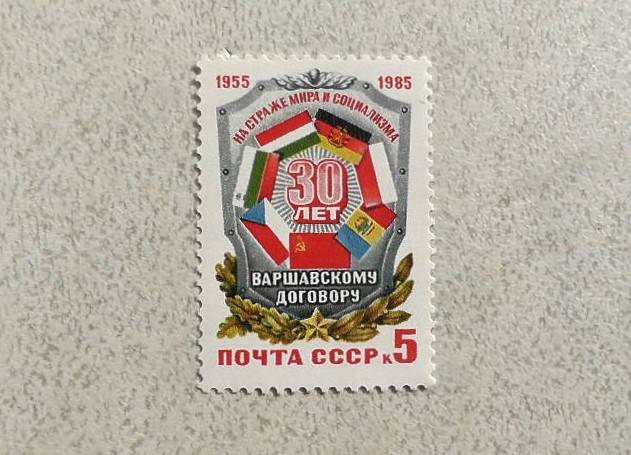 1955 1985
НА СТРАЖЕ МИРА И СОЦИАЛИЗМА
30
ЛЕТ
ВАРШАВСКОМУ
ДОГОВОРУ
ПОЧТА СССР к5